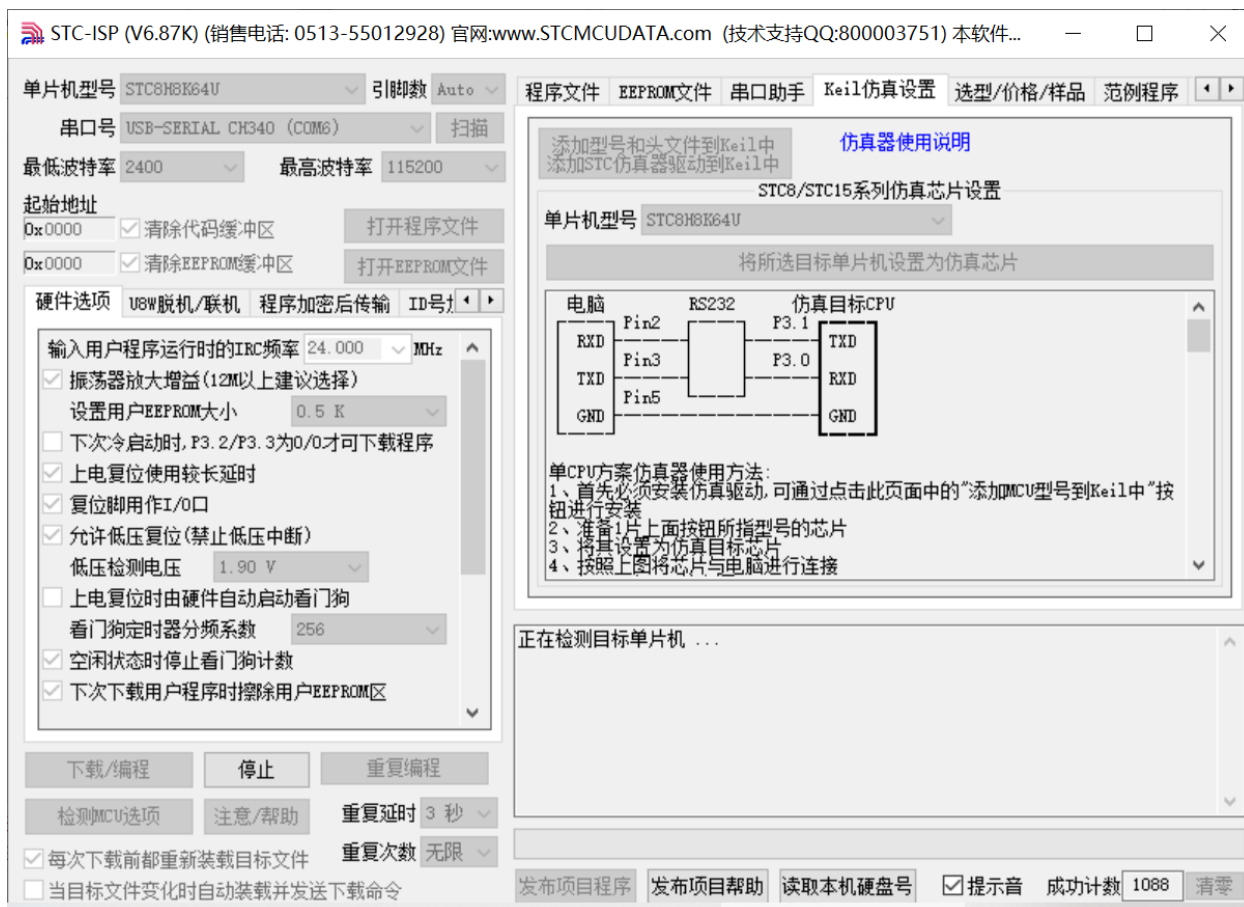 STC-ISP (V6.87K) (销售电话: 0513-55012928) 官网:www.STCMCUDATA.com  (技术支持QQ:800003751) 本软件...
单片机型号 STC8H8K64U 引脚数 Auto
串口号 USB-SERIAL CH340 (COM6) 扫描
最低波特率 2400 最高波特率 115200
起始地址
0x0000 清除代码缓冲区 打开程序文件
0x0000 清除EEPROM缓冲区 打开EEPROM文件
硬件选项 U8W脱机/联机 程序加密后传输 ID号
输入用户程序运行时的IRC频率 24.000 MHz
振荡器放大增益(12M以上建议选择)
设置用户EEPROM大小 0.5 K
下次冷启动时,P3.2/P3.3为0/0才可下载程序
上电复位使用较长延时
复位脚用作I/O口
允许低压复位(禁止低压中断)
低压检测电压 1.90 V
上电复位时由硬件自动启动看门狗
看门狗定时器分频系数 256
空闲状态时停止看门狗计数
下次下载用户程序时擦除用户EEPROM区
下载/编程 停止 重复编程
检测MCU选项 注意/帮助 重复延时 3 秒
每次下载前都重新装载目标文件 重复次数 无限
当目标文件变化时自动装载并发送下载命令
程序文件 EEPROM文件 串口助手 Keil仿真设置 选型/价格/样品 范例程序
添加型号和头文件到Keil中
添加STC仿真器驱动到Keil中
仿真器使用说明
STC8/STC15系列仿真芯片设置
单片机型号 STC8H8K64U
将所选目标单片机设置为仿真芯片
电脑 RS232 仿真目标CPU
Pin2 P3.1
RXD TXD
Pin3 P3.0
TXD RXD
Pin5
GND GND
单CPU方案仿真器使用方法:
1、首先必须安装仿真驱动,可通过点击此页面中的"添加MCU型号到Keil中"按
钮进行安装
2、准备1片上面按钮所指型号的芯片
3、将其设置为仿真目标芯片
4、按照上图将芯片与电脑进行连接
正在检测目标单片机 ...
发布项目程序 发布项目帮助 读取本机硬盘号 提示音 成功计数 1088 清零